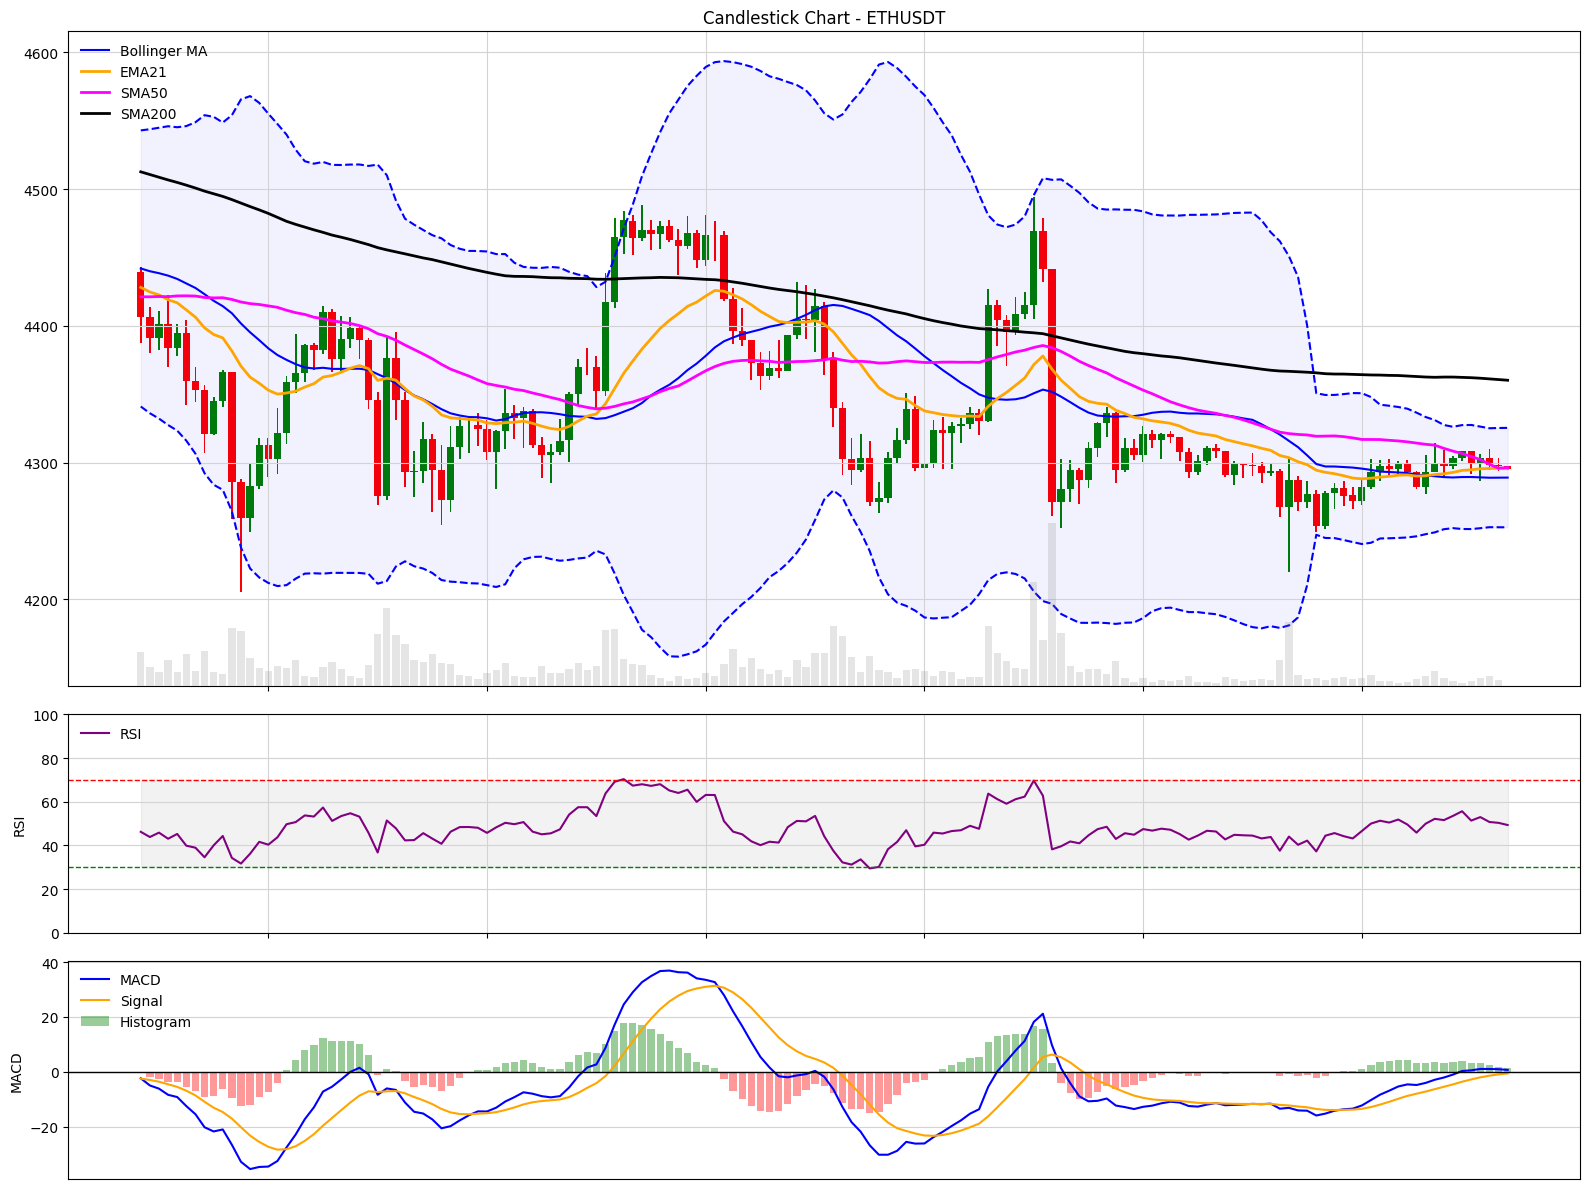 Candlestick Chart - ETHUSDT
4600
4500
4400
4300
4200
Bollinger MA
EMA21
SMA50
SMA200
100
80
60
40
20
0
RSI
RSI
40
20
0
−20
MACD
MACD
Signal
Histogram